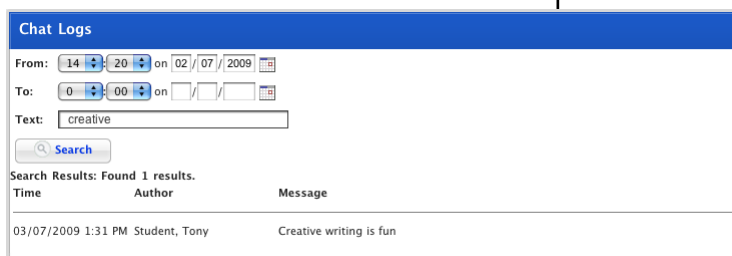 Chat Logs
From: 14 : 20 on 02 / 07 / 2009
To: 0 : 00 on / /
Text: creative
Search
Search Results: Found 1 results.
Time Author Message
03/07/2009 1:31 PM Student, Tony Creative writing is fun